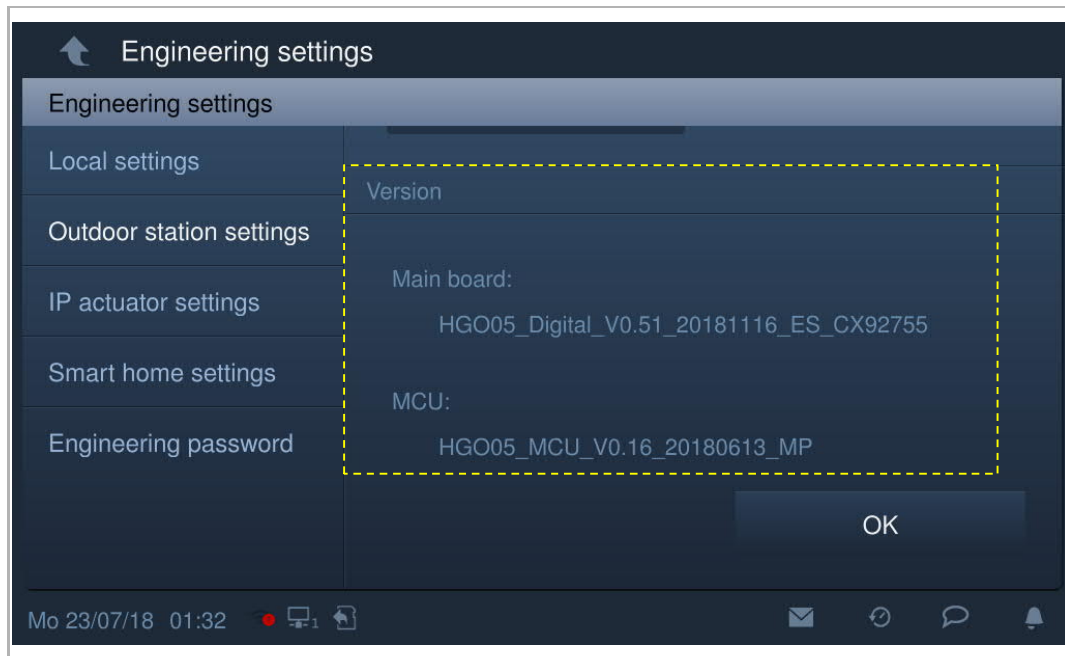 Engineering settings
Engineering settings
Local settings
Outdoor station settings
IP actuator settings
Smart home settings
Engineering password
Version
Main board:
HGO05_Digital_V0.51_20181116_ES_CX92755
MCU:
HGO05_MCU_V0.16_20180613_MP
OK
Mo 23/07/18 01:32 1